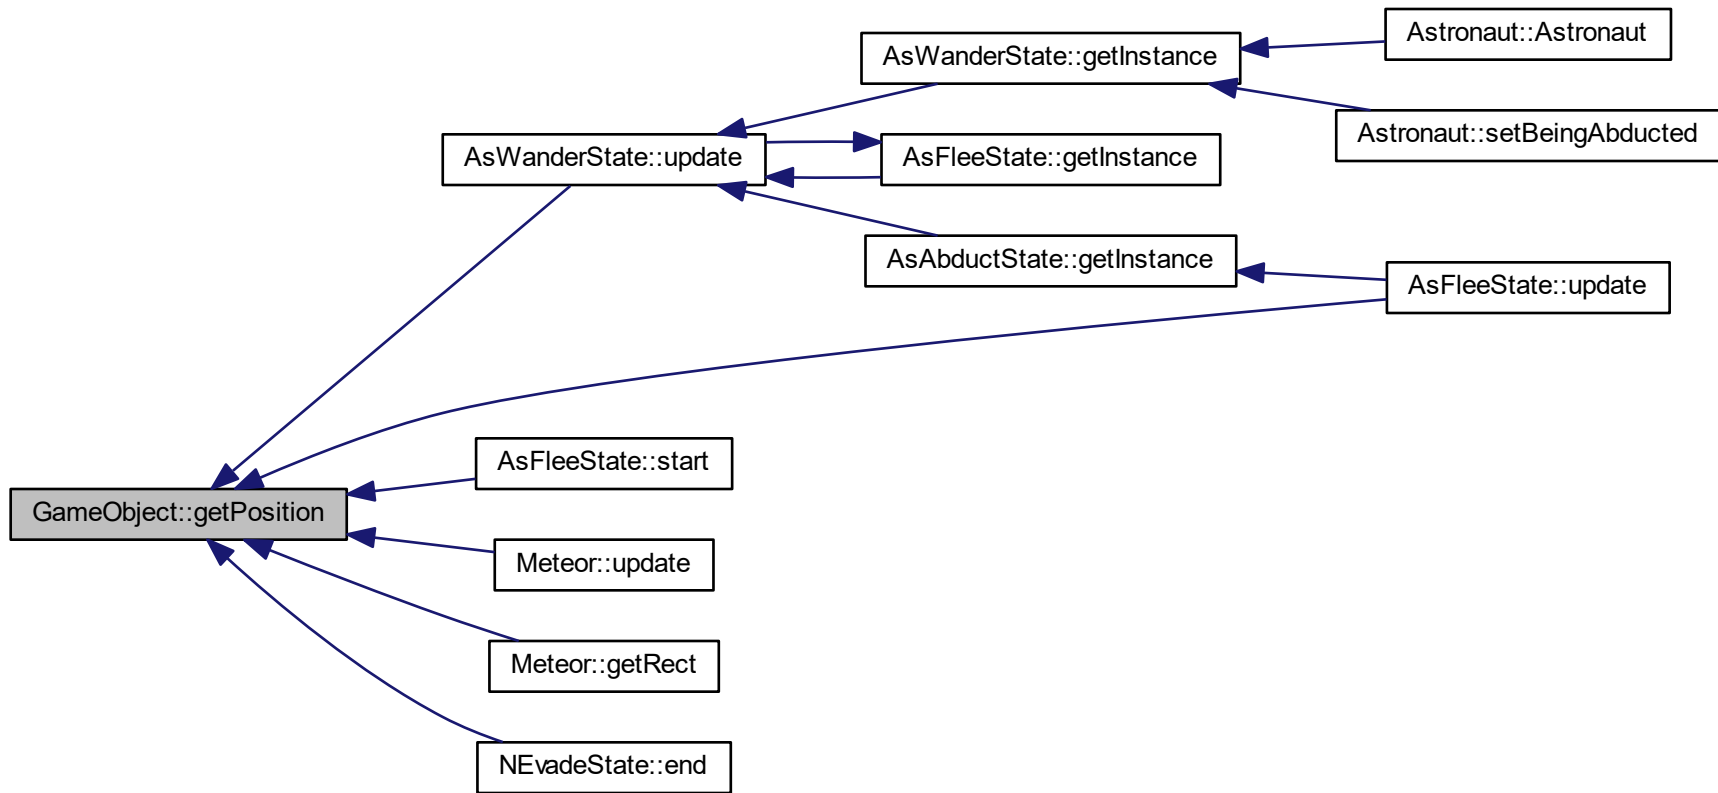 Astronaut::Astronaut
AsWanderState::getInstance
Astronaut::setBeingAbducted
AsWanderState::update
AsFleeState::getInstance
AsAbductState::getInstance
AsFleeState::update
AsFleeState::start
GameObject::getPosition
Meteor::update
Meteor::getRect
NEvadeState::end